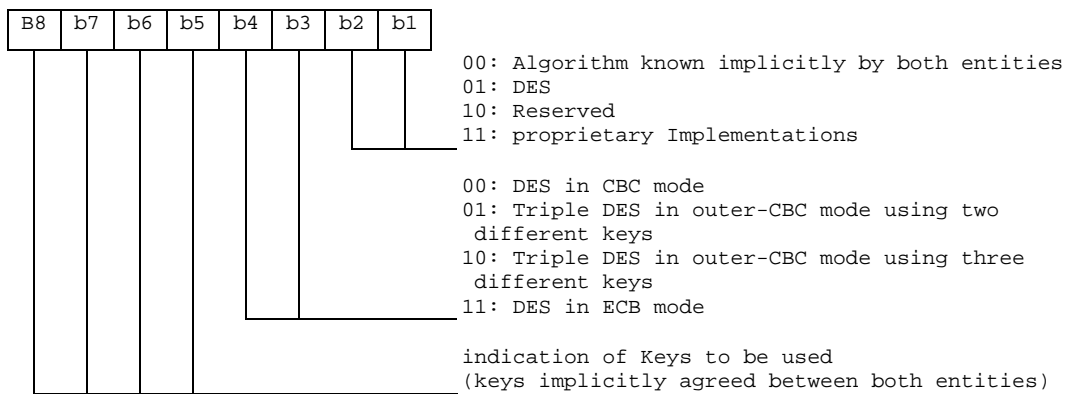 B8 b7 b6 b5 b4 b3 b2 b1
00: Algorithm known implicitly by both entities
01: DES
10: Reserved
11: proprietary Implementations
00: DES in CBC mode
01: Triple DES in outer-CBC mode using two
different keys
10: Triple DES in outer-CBC mode using three
different keys
11: DES in ECB mode
indication of Keys to be used
(keys implicitly agreed between both entities)